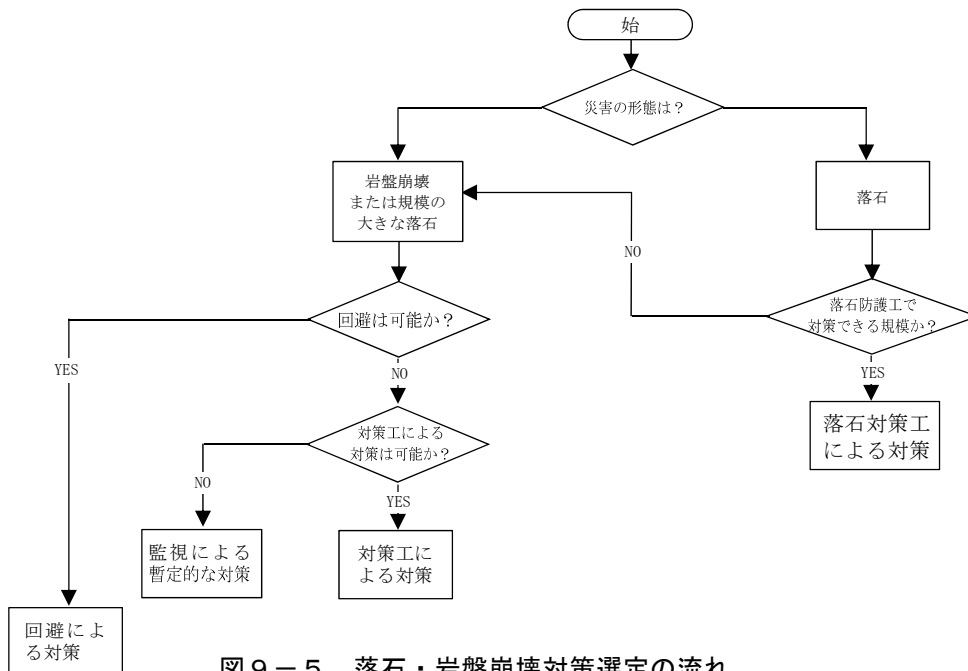 始
災害の形態は？
岩盤崩壊
または規模の
大きな落石
落石
NO
落石防護工で
対策できる規模か？
回避は可能か？
YES
NO
YES
落石対策工
による対策
対策工による
対策は可能か？
NO
YES
監視による
暫定的な対策
対策工に
よる対策
回避によ
る対策
図９－５　落石・岩盤崩壊対策選定の流れ